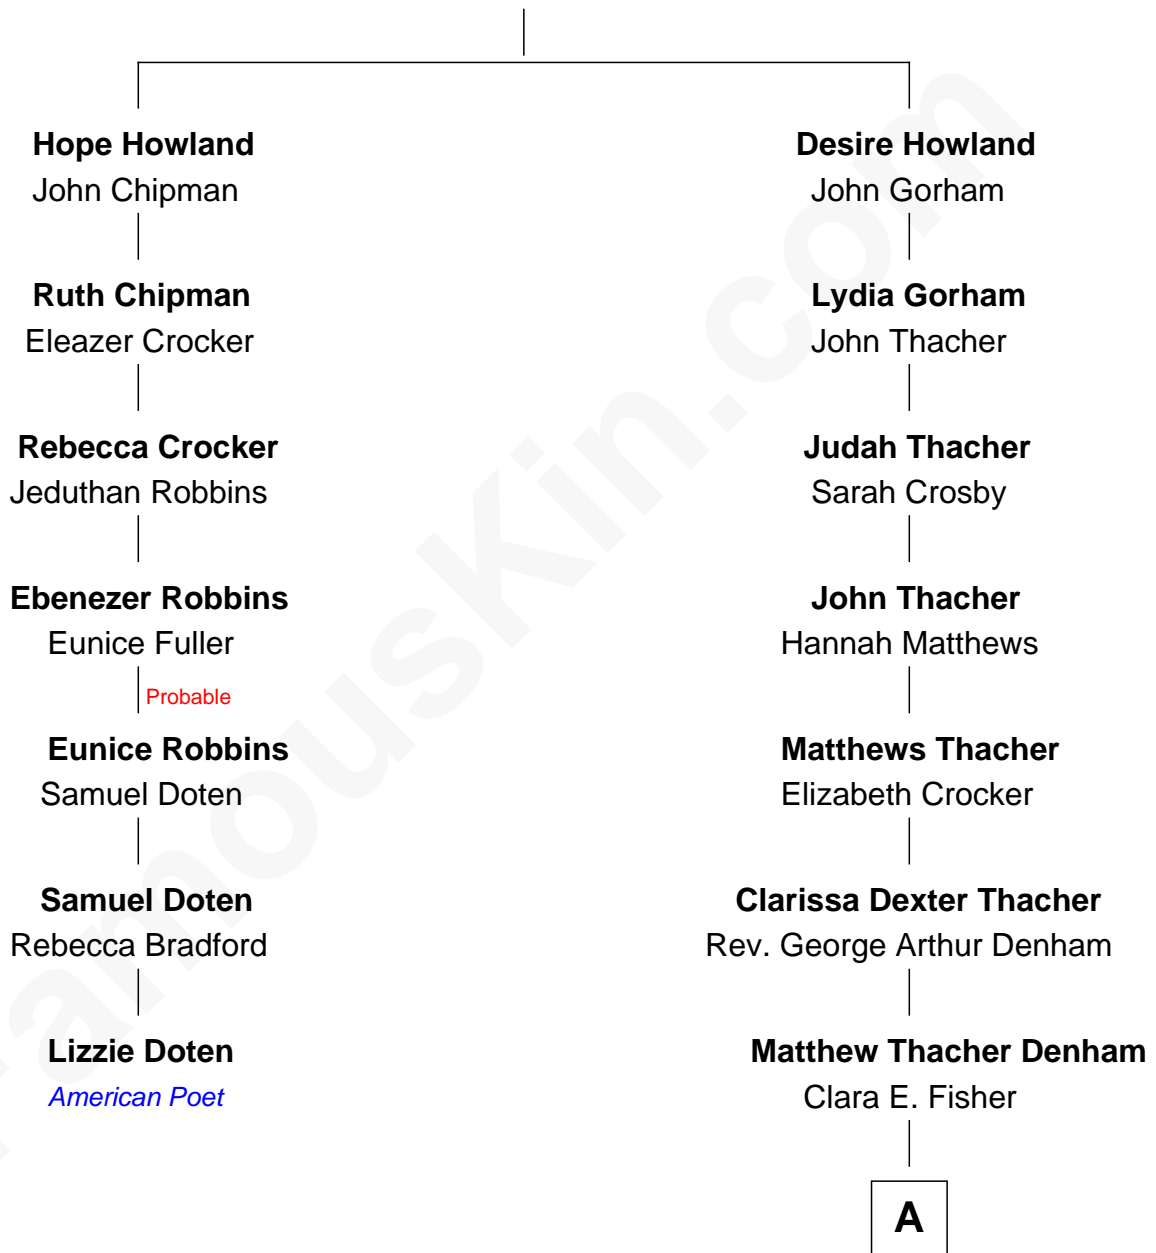 Hope Howland
John Chipman
Desire Howland
John Gorham
Ruth Chipman
Eleazer Crocker
Lydia Gorham
John Thacher
Rebecca Crocker
Jeduthan Robbins
Judah Thacher
Sarah Crosby
Ebenezer Robbins
Eunice Fuller
John Thacher
Hannah Matthews
Probable
Eunice Robbins
Samuel Doten
Matthews Thacher
Elizabeth Crocker
Samuel Doten
Rebecca Bradford
Clarissa Dexter Thacher
Rev. George Arthur Denham
Lizzie Doten
American Poet
Matthew Thacher Denham
Clara E. Fisher
A
FamousKin.com